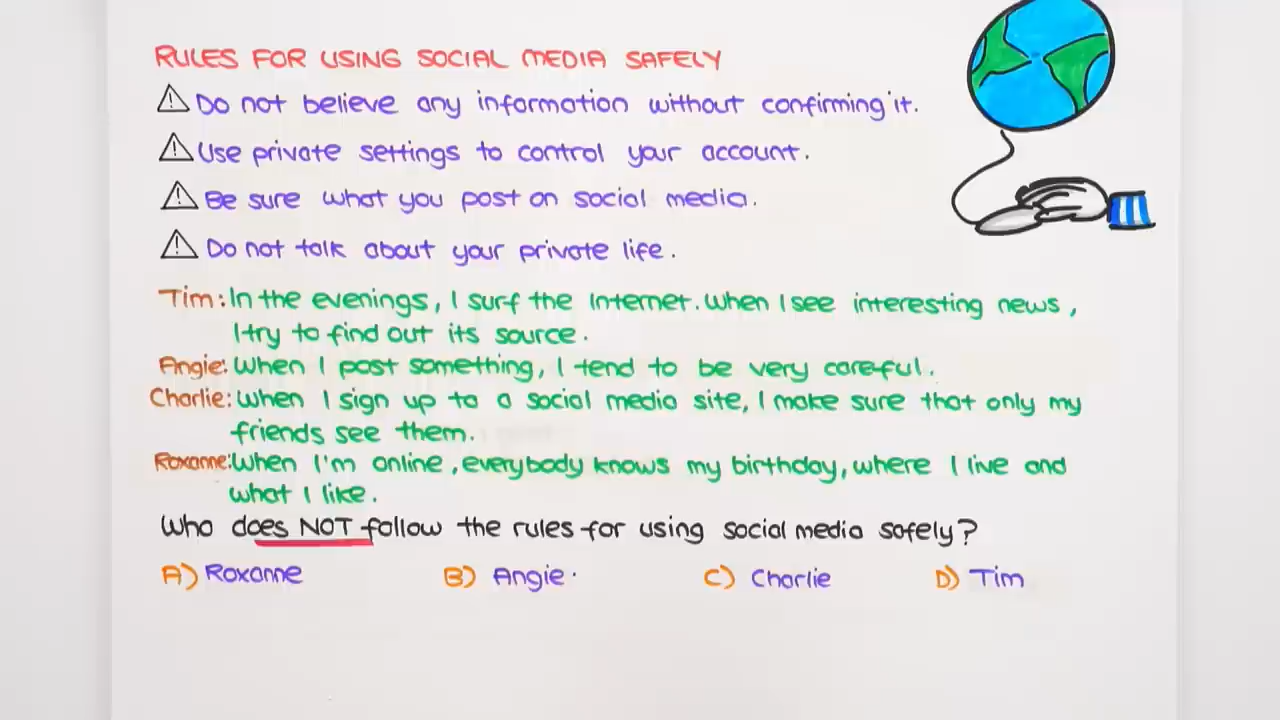 RULES FOR USING SOCIAL MEDIA SAFELY
Do not believe any information without confirming it.
Use private settings to control your account.
Be sure what you post on social media.
Do not talk about your private life.
Tim: In the evenings, I surf the Internet. When I see interesting news,
I try to find out its source.
Angie: When I post something, I tend to be very careful.
Charlie: When I sign up to a social media site, I make sure that only my
friends see them.
Roxanne: When I'm online, everybody knows my birthday, where I live and
what I like.
Who does NOT follow the rules for using social media safely?
A) Roxanne B) Angie C) Charlie D) Tim